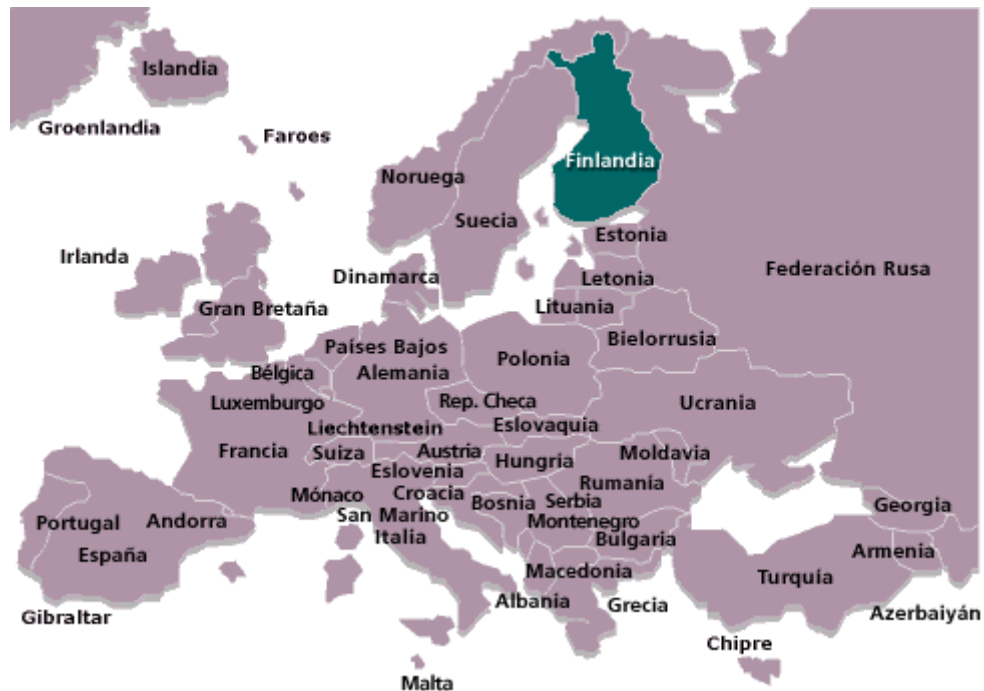 Islandia
Groenlandia
Faroes
Finlandia
Noruega
Suecia
Estonia
Irlanda
Federación Rusa
Dinamarca
Letonia
Gran Bretaña
Lituania
Bielorrusia
Países Bajos
Polonia
Bélgica
Alemania
Luxemburgo
Rep. Checa
Ucrania
Liechtenstein
Eslovaquia
Francia
Suiza
Austria
Moldavia
Hungría
Eslovenia
Rumanía
Mónaco
Croacia
Bosnia
Serbia
Georgia
San Marino
Portugal
Andorra
Montenegro
Italia
Bulgaria
España
Armenia
Macedonia
Turquía
Albania
Grecia
Gibraltar
Azerbaiyán
Chipre
Malta